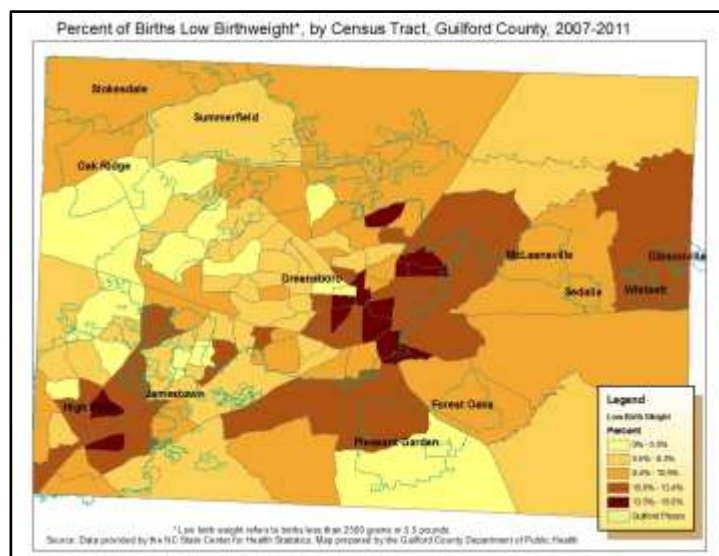 Percent of Births Low Birthweight*, by Census Tract, Guilford County, 2007-2011
Stokesdale
Summerfield
Oak Ridge
Greensboro
McLeansville
Gibsonville
Sedalia
Whitsett
Jamestown
High
Forest Oaks
Pleasant Garden
Legend
Low Birth Weight
Percent
*Low birth weight refers to births less than 2500 grams or 5.5 pounds.
Source: Data provided by the NC State Center for Health Statistics. Map prepared by the Guilford County Department of Public Health